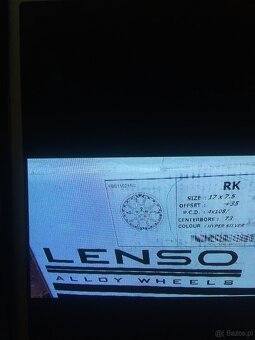 RK
SIZE : 17 x 7.5
OFFSET : +35
P.C.D. : 4x108/
CENTERBORE : 73
COLOUR : HYPER SILVER
LENSO
ALLOY WHEELS
Bazos.pl